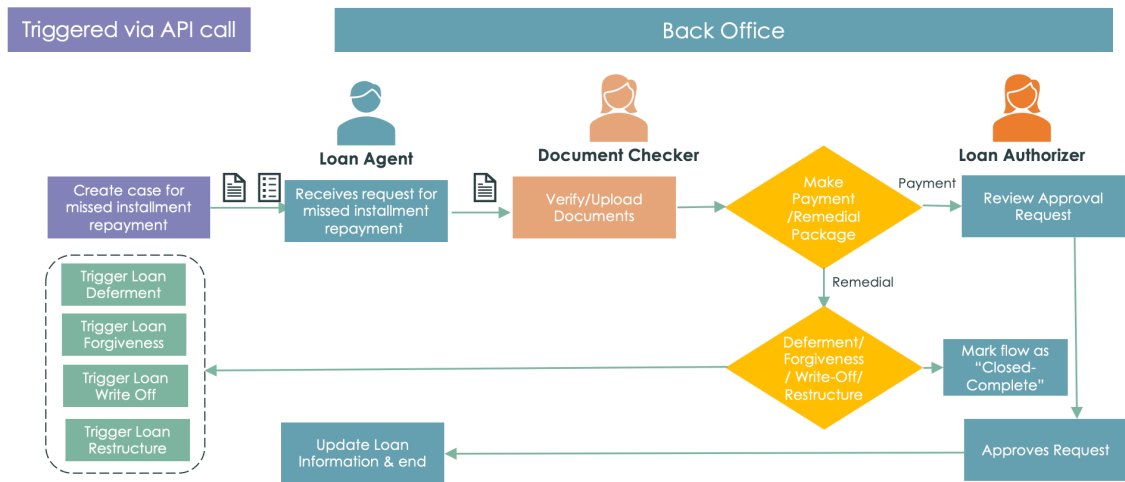 Triggered via API call
Back Office
Loan Agent
Document Checker
Loan Authorizer
Create case for
missed installment
repayment
Receives request for
missed installment
repayment
Verify/Upload
Documents
Make
Payment
/Remedial
Package
Payment
Review Approval
Request
Remedial
Trigger Loan
Deferment
Trigger Loan
Forgiveness
Trigger Loan
Write Off
Trigger Loan
Restructure
Deferment/
Forgiveness
/ Write-Off/
Restructure
Mark flow as
“Closed-
Complete”
Update Loan
Information & end
Approves Request